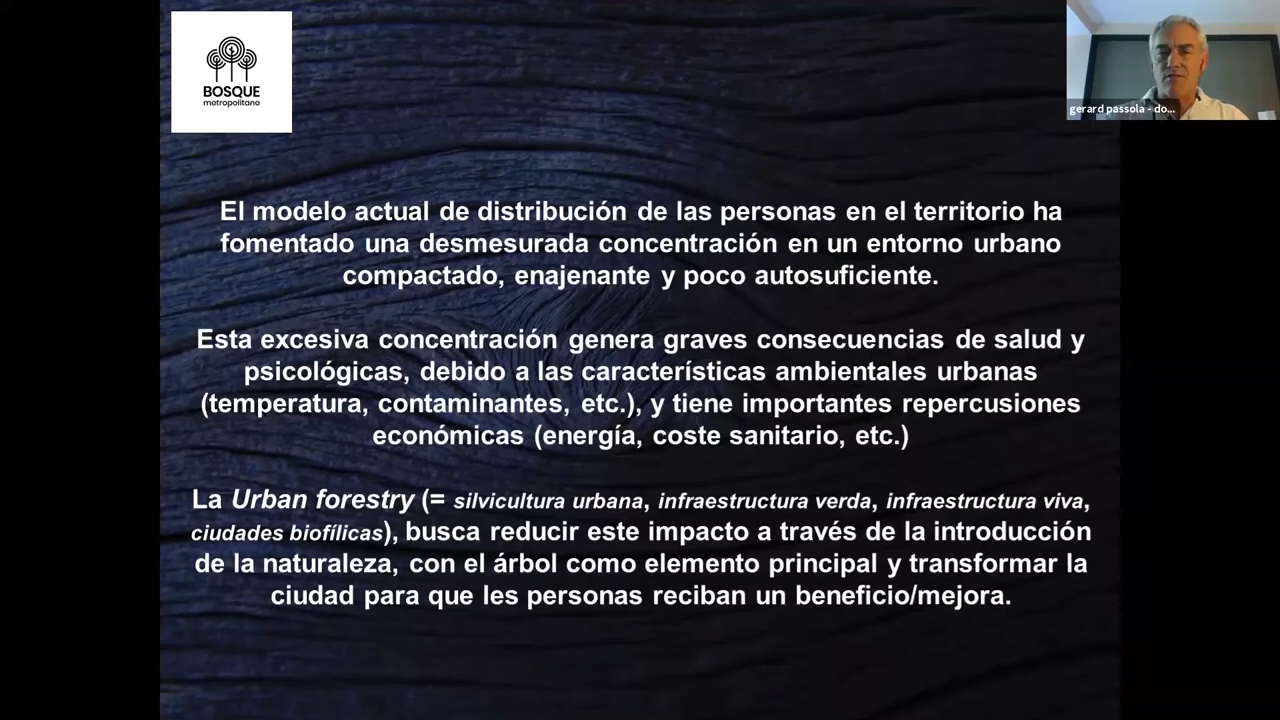 BOSQUE
metropolitano
gerard passola - do...
El modelo actual de distribución de las personas en el territorio ha
fomentado una desmesurada concentración en un entorno urbano
compactado, enajenante y poco autosuficiente.
Esta excesiva concentración genera graves consecuencias de salud y
psicológicas, debido a las características ambientales urbanas
(temperatura, contaminantes, etc.), y tiene importantes repercusiones
económicas (energía, coste sanitario, etc.)
La Urban forestry (= silvicultura urbana, infraestructura verda, infraestructura viva,
ciudades biofílicas), busca reducir este impacto a través de la introducción
de la naturaleza, con el árbol como elemento principal y transformar la
ciudad para que les personas reciban un beneficio/mejora.